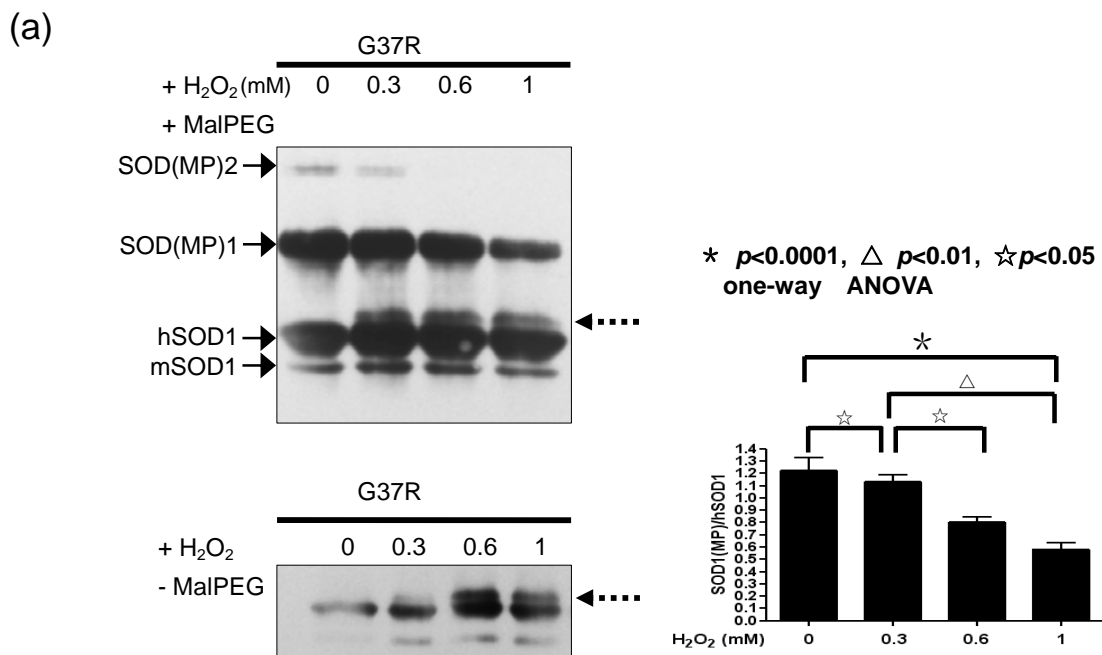 (a)
G37R
+ H₂O₂ (mM) 0 0.3 0.6 1
+ MalPEG
SOD(MP)2
SOD(MP)1
hSOD1
mSOD1
G37R
+ H₂O₂ 0 0.3 0.6 1
- MalPEG
* p<0.0001, △ p<0.01, ☆p<0.05
one-way ANOVA
*
△
☆ ☆
SOD1(MP)/hSOD1
1.4
1.3
1.2
1.1
1.0
0.9
0.8
0.7
0.6
0.5
0.4
0.3
0.2
0.1
0.0
H₂O₂ (mM) 0 0.3 0.6 1